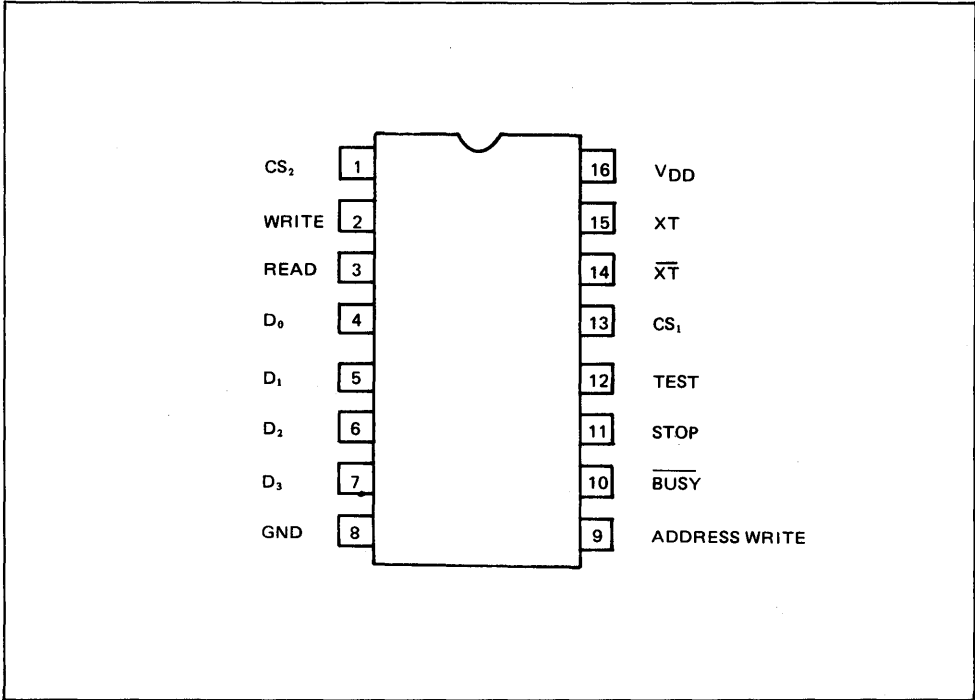 CS₂ 1 16 VDD
WRITE 2 15 XT
READ 3 14 X̅T̅
D₀ 4 13 CS₁
D₁ 5 12 TEST
D₂ 6 11 STOP
D₃ 7 10 B̅U̅S̅Y̅
GND 8 9 ADDRESS WRITE